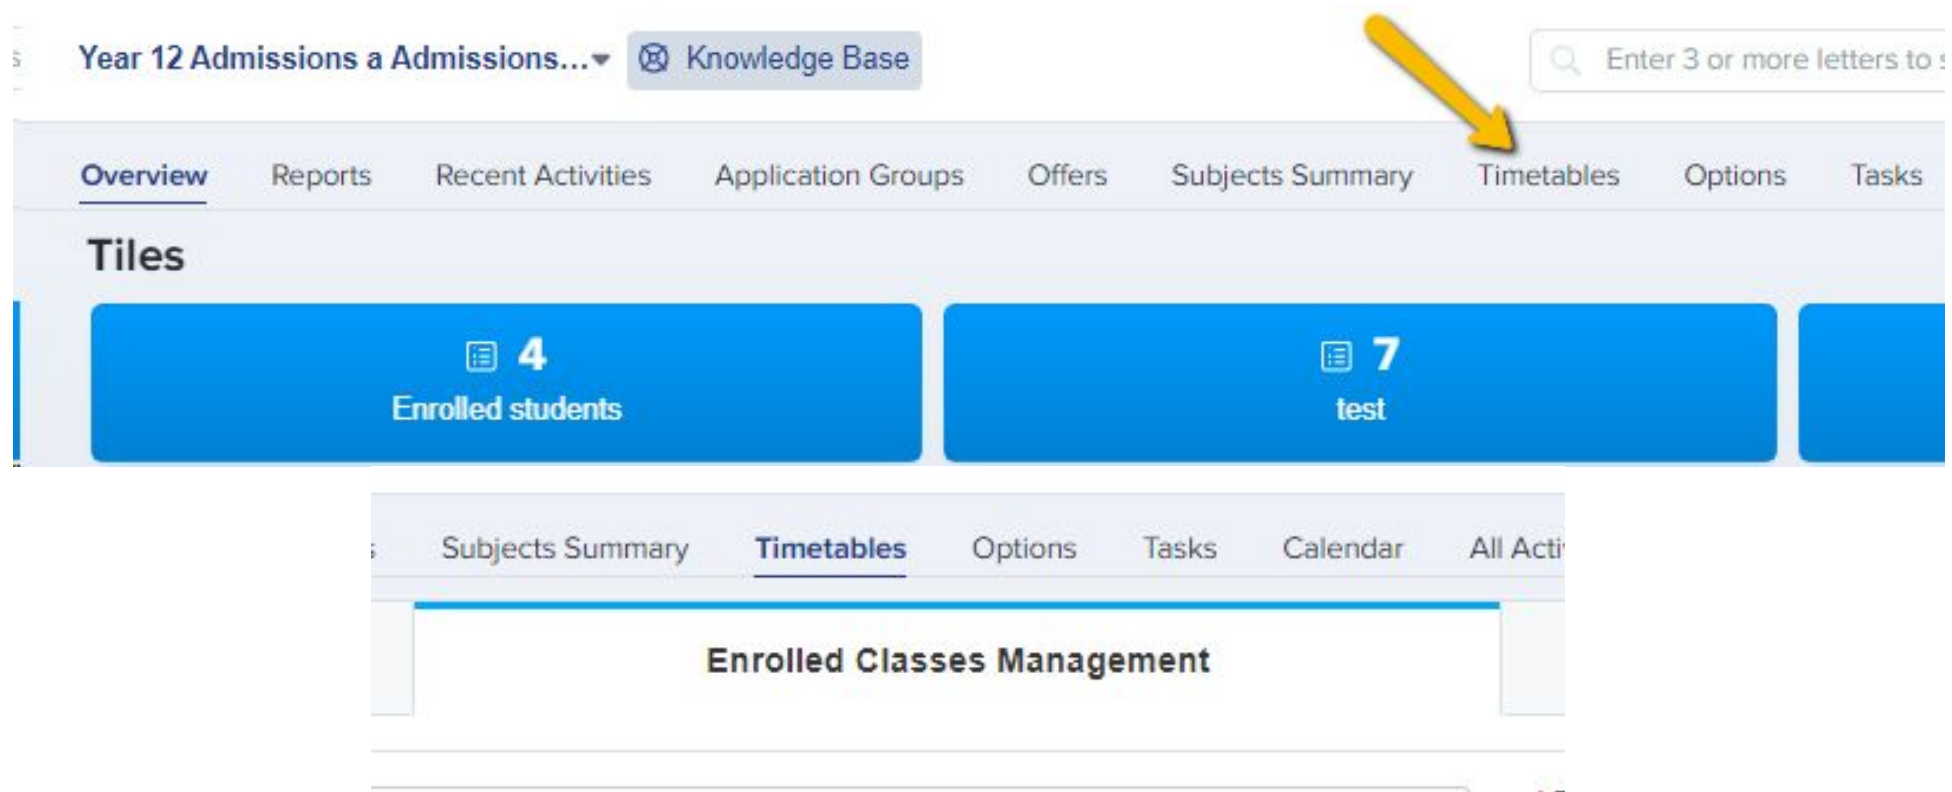 Year 12 Admissions a Admissions... Knowledge Base Enter 3 or more letters to
Overview Reports Recent Activities Application Groups Offers Subjects Summary Timetables Options Tasks
Tiles
4 7
Enrolled students test
Subjects Summary Timetables Options Tasks Calendar All Acti
Enrolled Classes Management